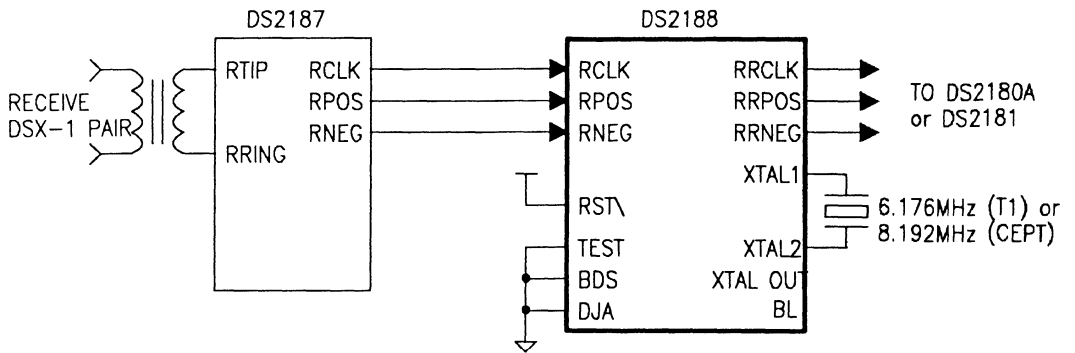 DS2187
DS2188
RTIP
RCLK
RCLK
RRCLK
RECEIVE
DSX-1 PAIR
RPOS
RPOS
RRPOS
TO DS2180A
or DS2181
RNEG
RNEG
RRNEG
RRING
XTAL1
RST\
6.176MHz (T1) or
8.192MHz (CEPT)
TEST
XTAL2
BDS
XTAL OUT
DJA
BL